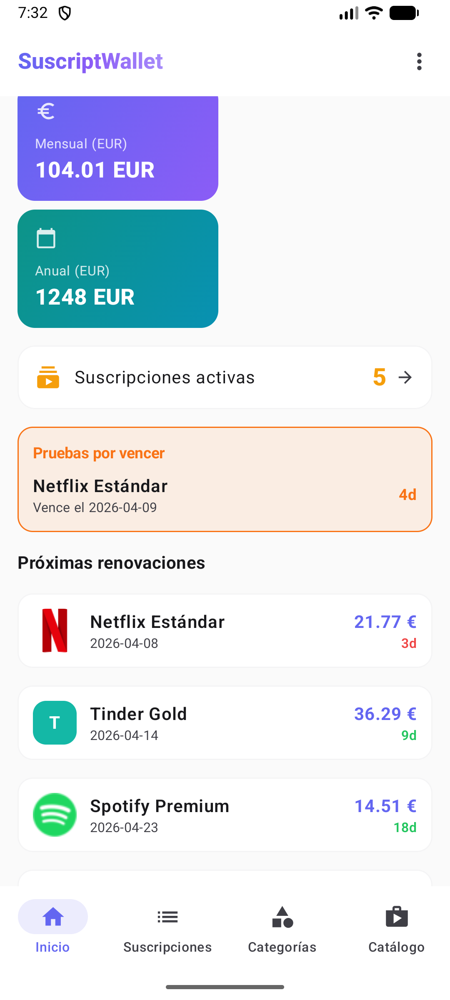 7:32
SuscriptWallet
€
Mensual (EUR)
104.01 EUR
Anual (EUR)
1248 EUR
Suscripciones activas
5
Pruebas por vencer
Netflix Estándar
Vence el 2026-04-09
4d
Próximas renovaciones
N
Netflix Estándar
21.77 €
2026-04-08
3d
T
Tinder Gold
36.29 €
2026-04-14
9d
Spotify Premium
14.51 €
2026-04-23
18d
Inicio
Suscripciones
Categorías
Catálogo